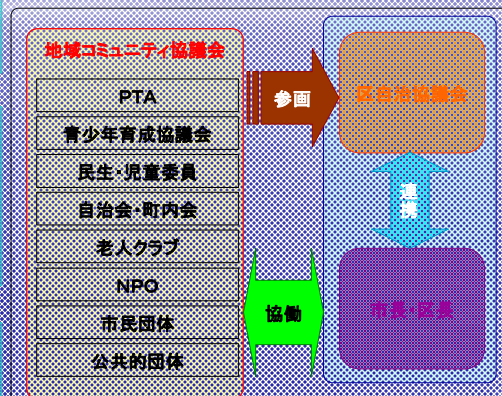 地域コミュニティ協議会
PTA
青少年育成協議会
民生・児童委員
自治会・町内会
老人クラブ
NPO
市民団体
公共的団体
参画
協働
区自治協議会
連携
市長・区長